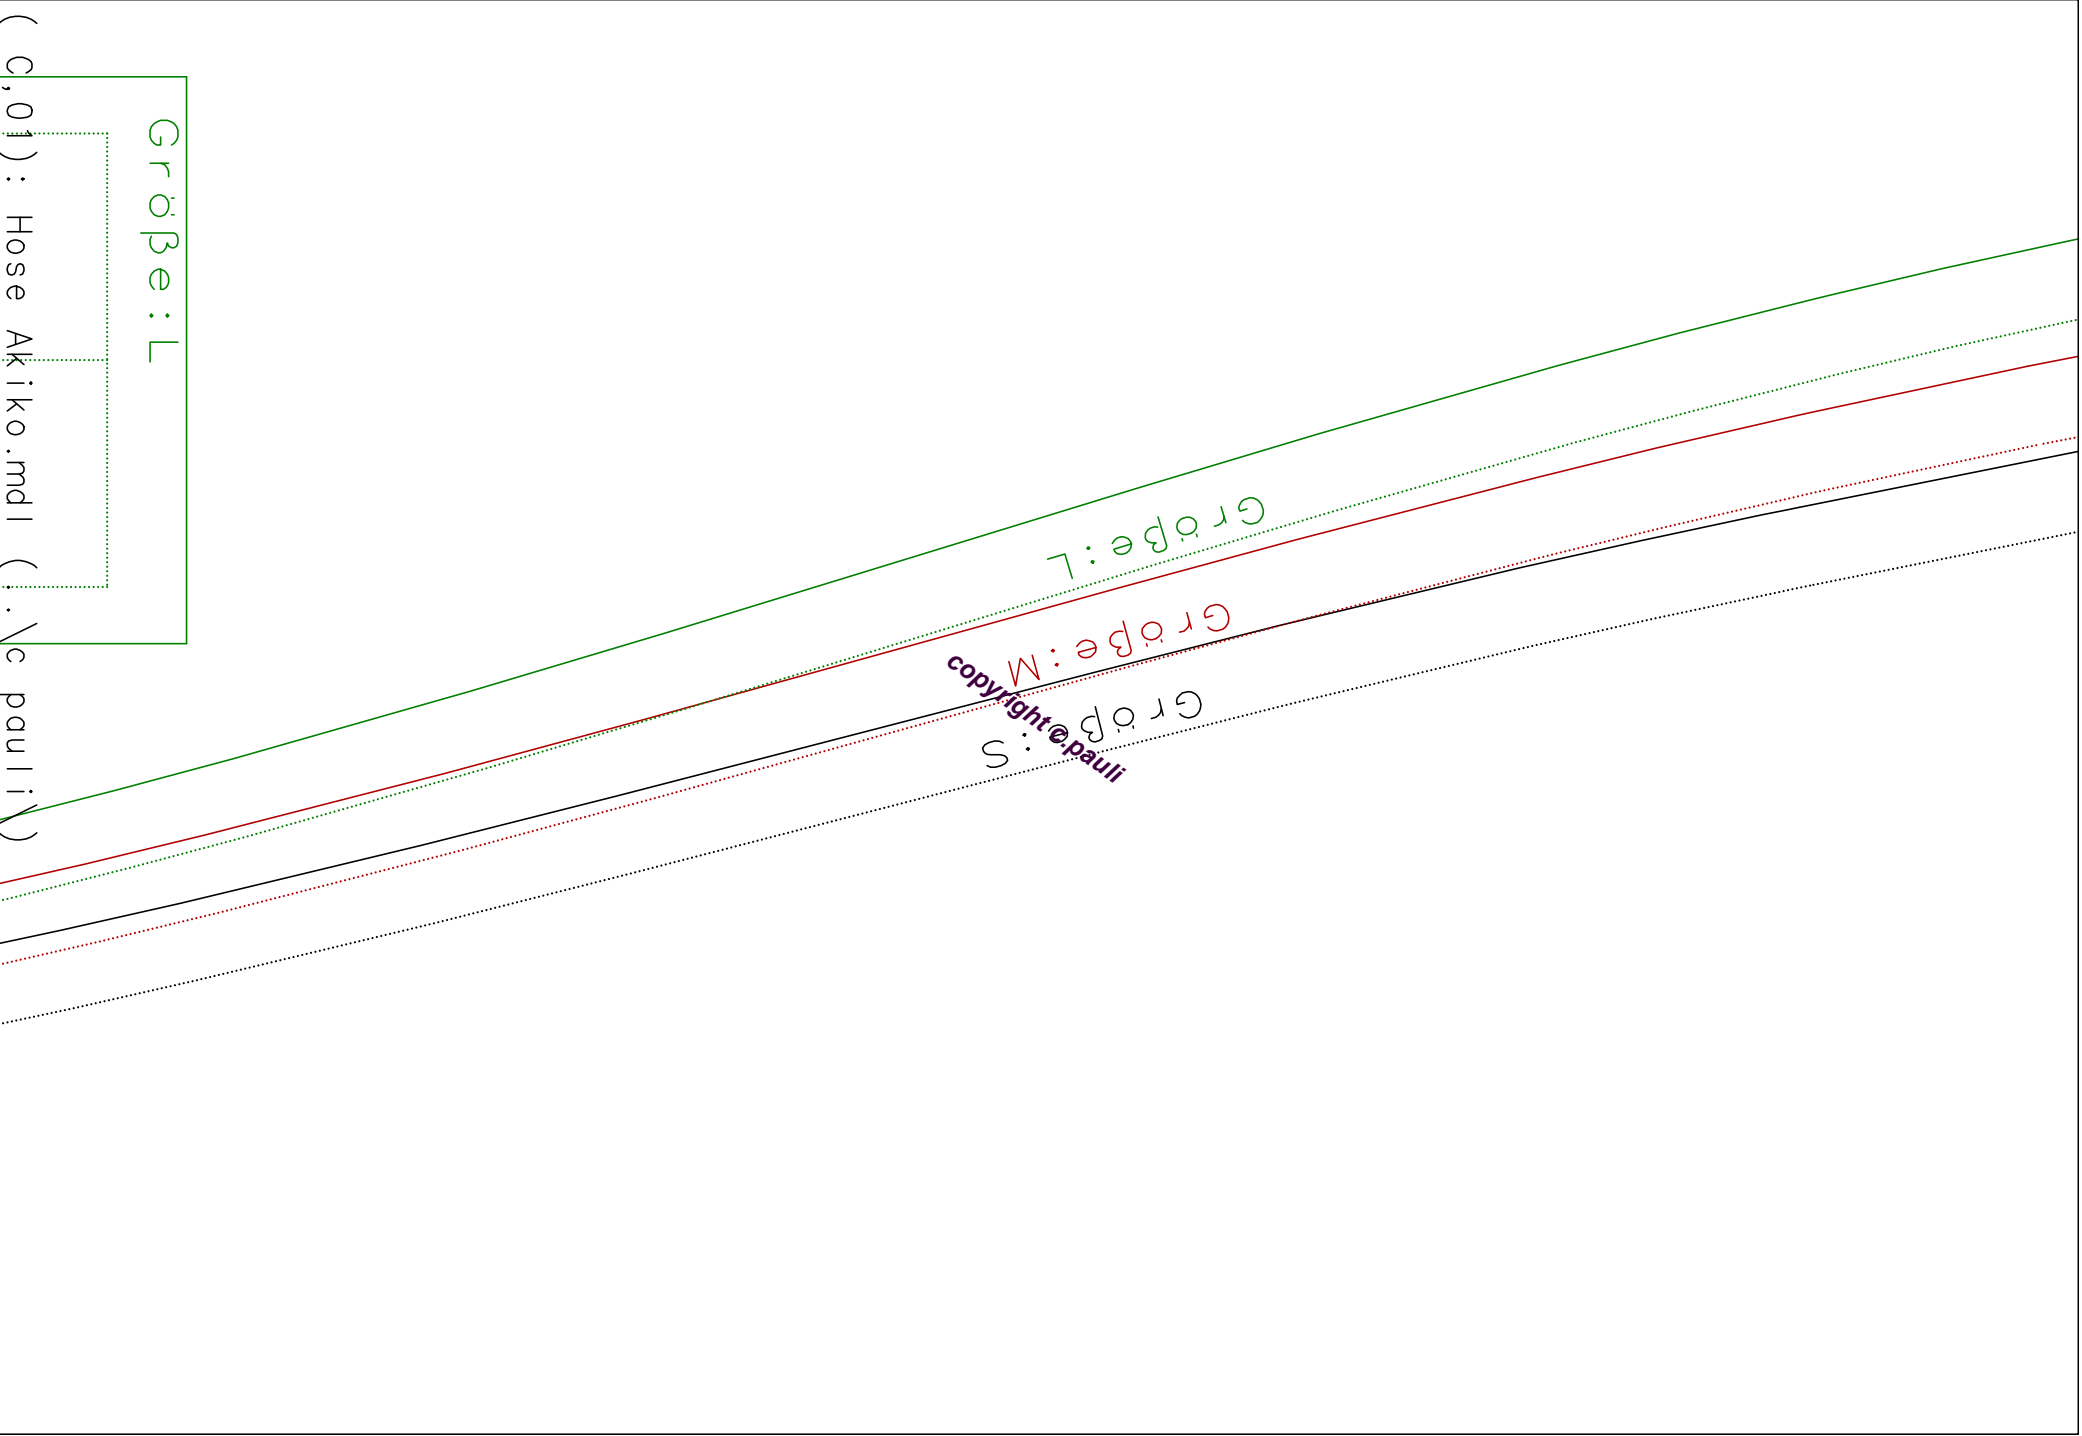 ( C,01): Hose Akiko.mdl (..\c pauli\)
Größe:L
Größe:L
Größe:M
Größe:S
copyright c.pauli